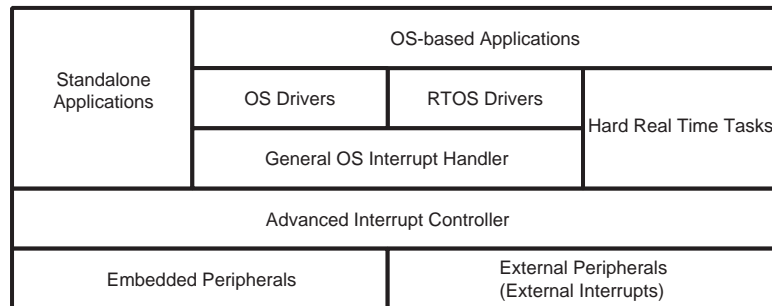 OS-based Applications
Standalone
Applications
OS Drivers
RTOS Drivers
Hard Real Time Tasks
General OS Interrupt Handler
Advanced Interrupt Controller
Embedded Peripherals
External Peripherals
(External Interrupts)